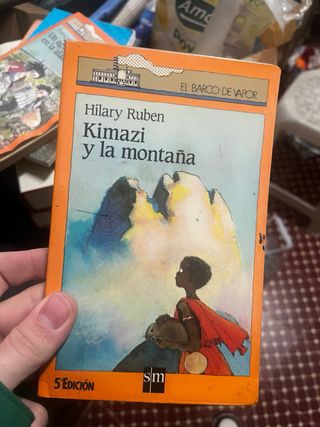 EL BARCO DE VAPOR
Hilary Ruben
Kimazi
y la montaña
5ª EDICIÓN
sm